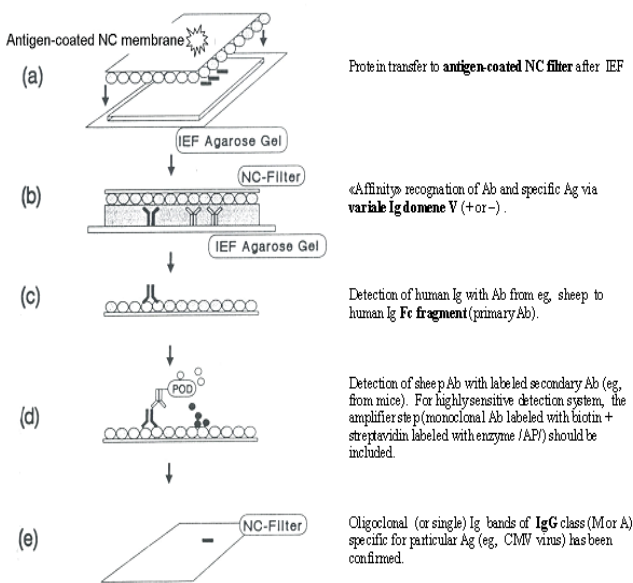 Antigen-coated NC membrane
(a)
Protein transfer to antigen-coated NC filter after IEF
IEF Agarose Gel
NC-Filter
(b)
«Affinity» recognation of Ab and specific Ag via
variale Ig domene V (+ or –) .
IEF Agarose Gel
(c)
Detection of human Ig with Ab from eg, sheep to
human Ig Fc fragment (primary Ab).
POD
(d)
Detection of sheep Ab with labeled secondary Ab (eg,
from mice). For highly sensitive detection system, the
amplifier step (monoclonal Ab labeled with biotin +
streptavidin labeled with enzyme /AP/) should be
included.
NC-Filter
(e)
Oligoclonal (or single) Ig bands of IgG class (M or A)
specific for particular Ag (eg, CMV virus) has been
confirmed.